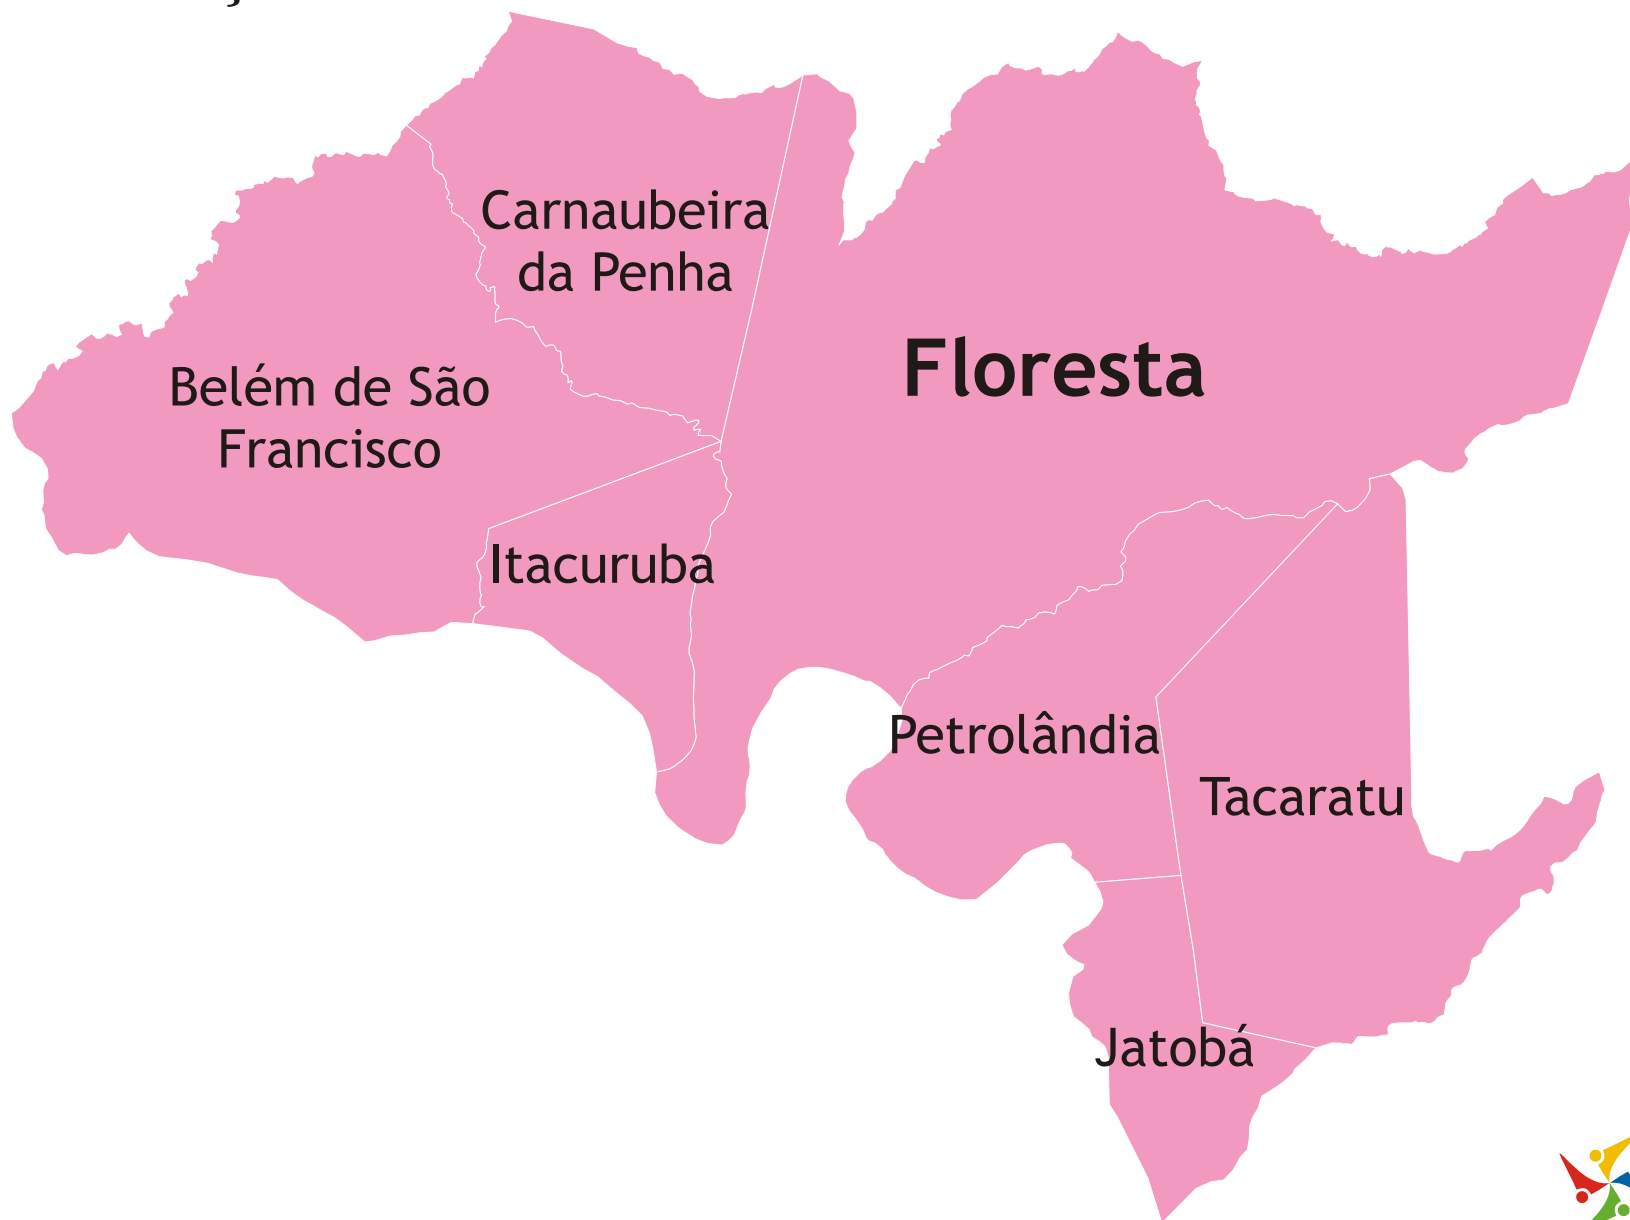 Carnaubeira
da Penha
Floresta
Belém de São
Francisco
Itacuruba
Petrolândia
Tacaratu
Jatobá